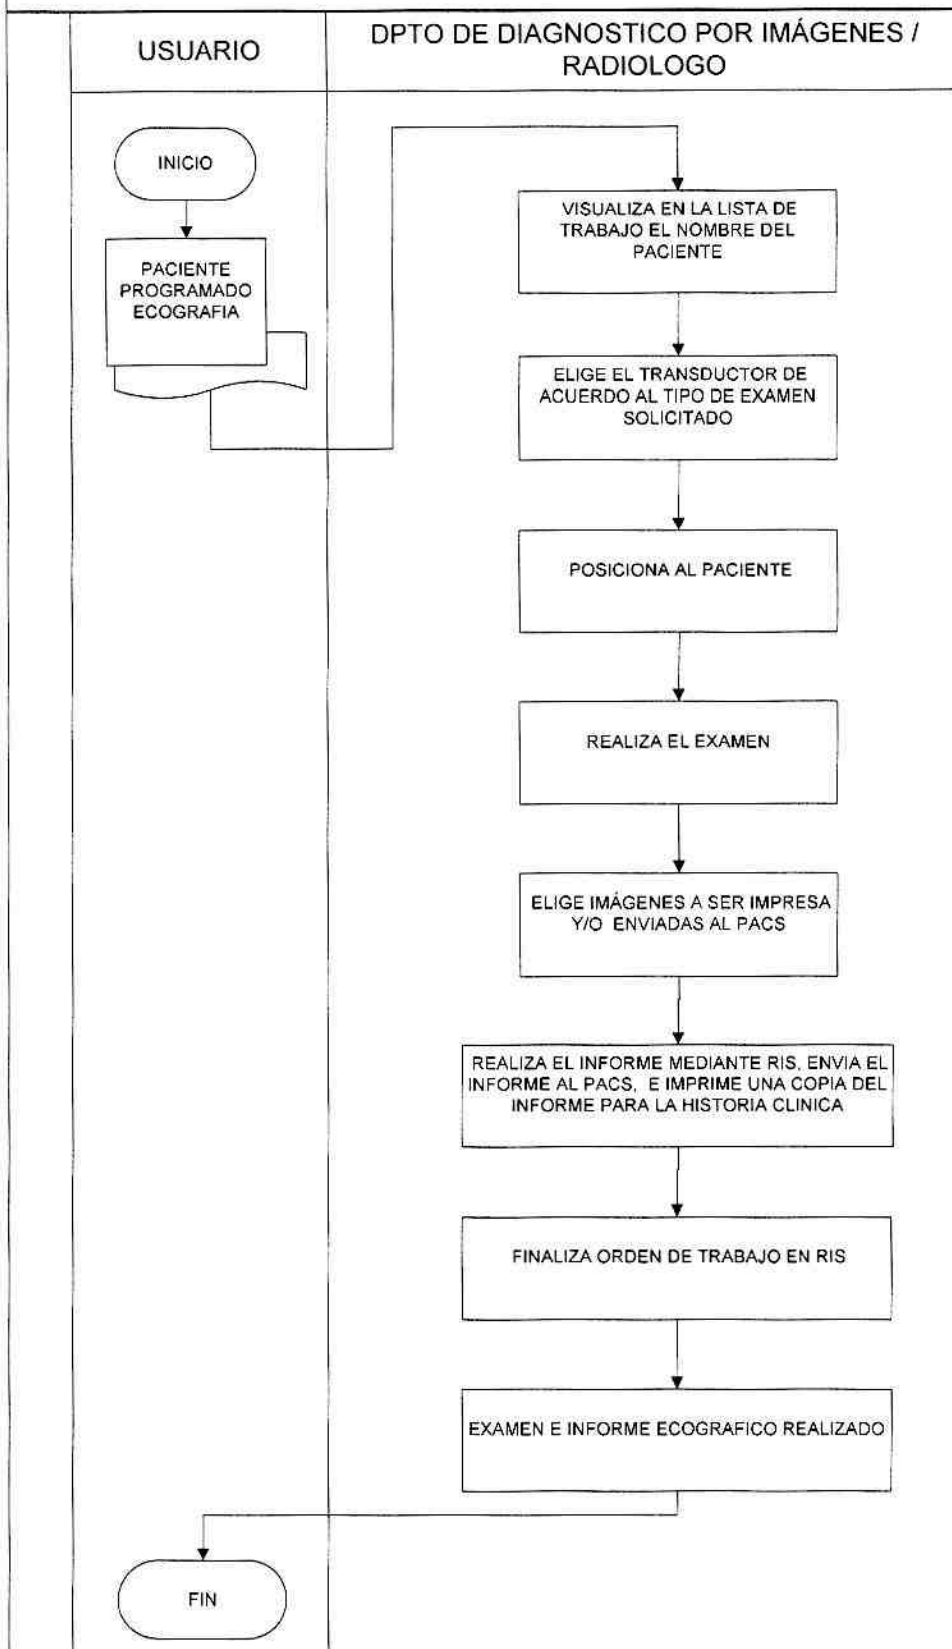 USUARIO
DPTO DE DIAGNOSTICO POR IMÁGENES /
RADIOLOGO
INICIO
PACIENTE
PROGRAMADO
ECOGRAFIA
VISUALIZA EN LA LISTA DE
TRABAJO EL NOMBRE DEL
PACIENTE
ELIGE EL TRANSDUCTOR DE
ACUERDO AL TIPO DE EXAMEN
SOLICITADO
POSICIONA AL PACIENTE
REALIZA EL EXAMEN
ELIGE IMÁGENES A SER IMPRESA
Y/O ENVIADAS AL PACS
REALIZA EL INFORME MEDIANTE RIS, ENVIA EL
INFORME AL PACS, E IMPRIME UNA COPIA DEL
INFORME PARA LA HISTORIA CLINICA
FINALIZA ORDEN DE TRABAJO EN RIS
EXAMEN E INFORME ECOGRAFICO REALIZADO
FIN